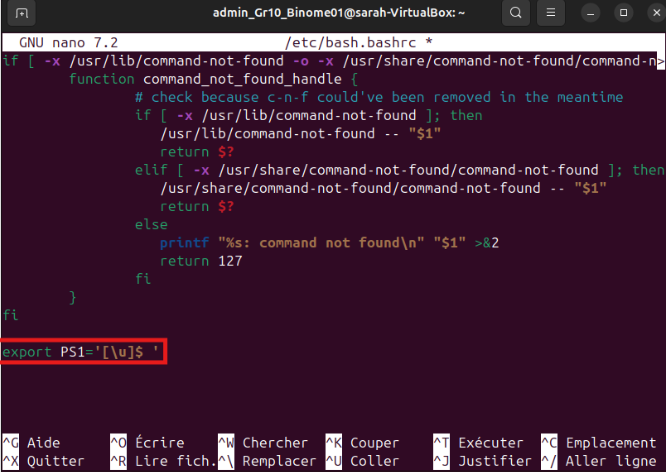 admin_Gr10_Binome01@sarah-VirtualBox: ~
GNU nano 7.2 /etc/bash.bashrc *
if [ -x /usr/lib/command-not-found -o -x /usr/share/command-not-found/command-n>
function command_not_found_handle {
# check because c-n-f could've been removed in the meantime
if [ -x /usr/lib/command-not-found ]; then
/usr/lib/command-not-found -- "$1"
return $?
elif [ -x /usr/share/command-not-found/command-not-found ]; then
/usr/share/command-not-found/command-not-found -- "$1"
return $?
else
printf "%s: command not found\n" "$1" >&2
return 127
fi
}
fi
export PS1='[\u]$ '
^G Aide ^O Écrire ^W Chercher ^K Couper ^T Exécuter ^C Emplacement
^X Quitter ^R Lire fich. ^\ Remplacer ^U Coller ^J Justifier ^/ Aller ligne